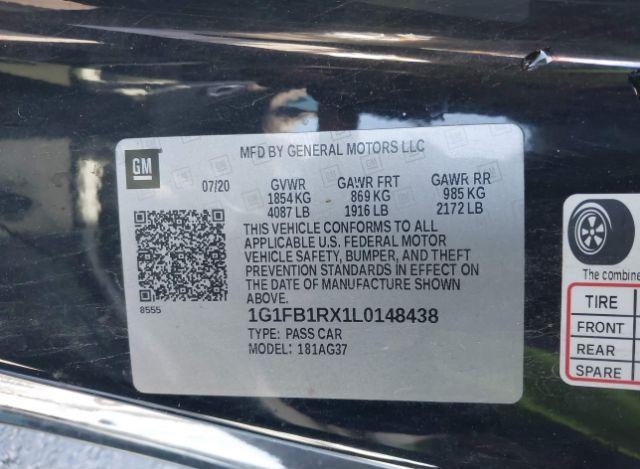 GM
MFD BY GENERAL MOTORS LLC
07/20 GVWR GAWR FRT GAWR RR
1854 KG 869 KG 985 KG
4087 LB 1916 LB 2172 LB
THIS VEHICLE CONFORMS TO ALL
APPLICABLE U.S. FEDERAL MOTOR
VEHICLE SAFETY, BUMPER, AND THEFT
PREVENTION STANDARDS IN EFFECT ON
THE DATE OF MANUFACTURE SHOWN
ABOVE.
8555
1G1FB1RX1L0148438
TYPE: PASS CAR
MODEL: 181AG37
The combine
TIRE
FRONT
REAR
SPARE